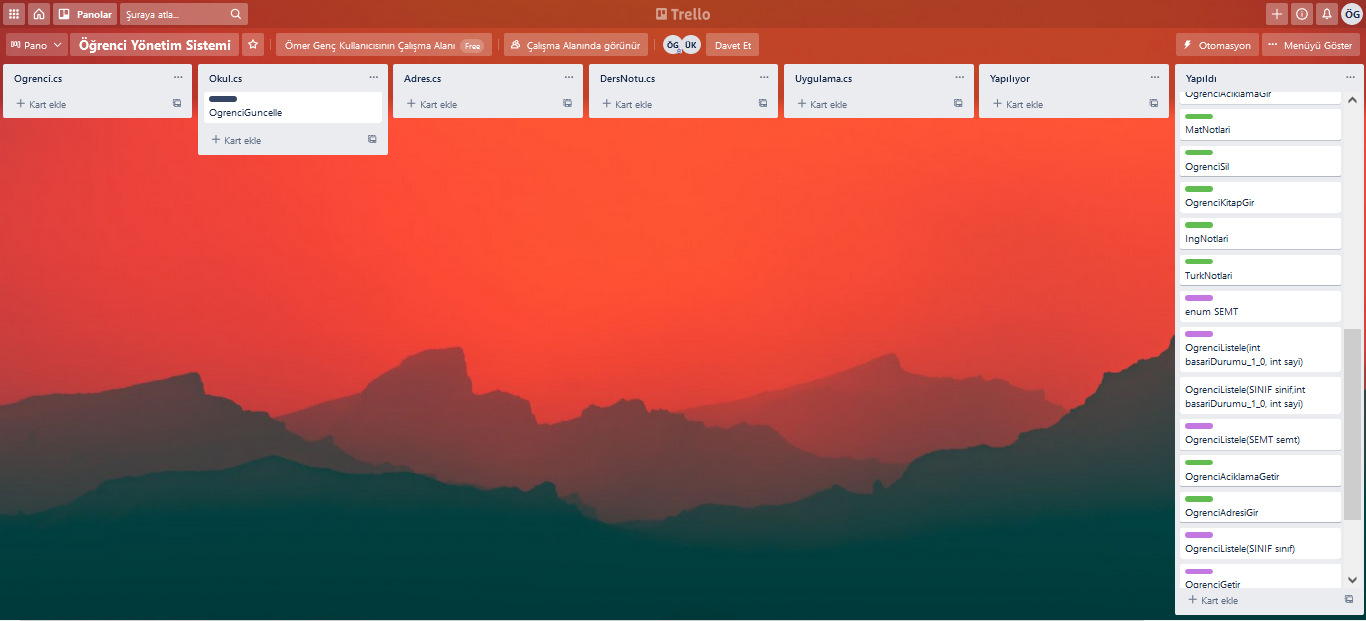 Panolar
Şuraya atla...
Trello
ÖG
Pano
Öğrenci Yönetim Sistemi
Ömer Genç Kullanıcısının Çalışma Alanı Free
Çalışma Alanında görünür
ÖG ÜK
Davet Et
Otomasyon
Menüyü Göster
Ogrenci.cs
Kart ekle
Okul.cs
OgrenciGuncelle
Kart ekle
Adres.cs
Kart ekle
DersNotu.cs
Kart ekle
Uygulama.cs
Kart ekle
Yapılıyor
Kart ekle
Yapıldı
OgrenciAciklamaGir
MatNotlari
OgrenciSil
OgrenciKitapGir
IngNotlari
TurkNotlari
enum SEMT
OgrenciListele(int
basariDurumu_1_0, int sayi)
OgrenciListele(SINIF sinif,int
basariDurumu_1_0, int sayi)
OgrenciListele(SEMT semt)
OgrenciAciklamaGetir
OgrenciAdresiGir
OgrenciListele(SINIF sınıf)
OgrenciGetir
Kart ekle